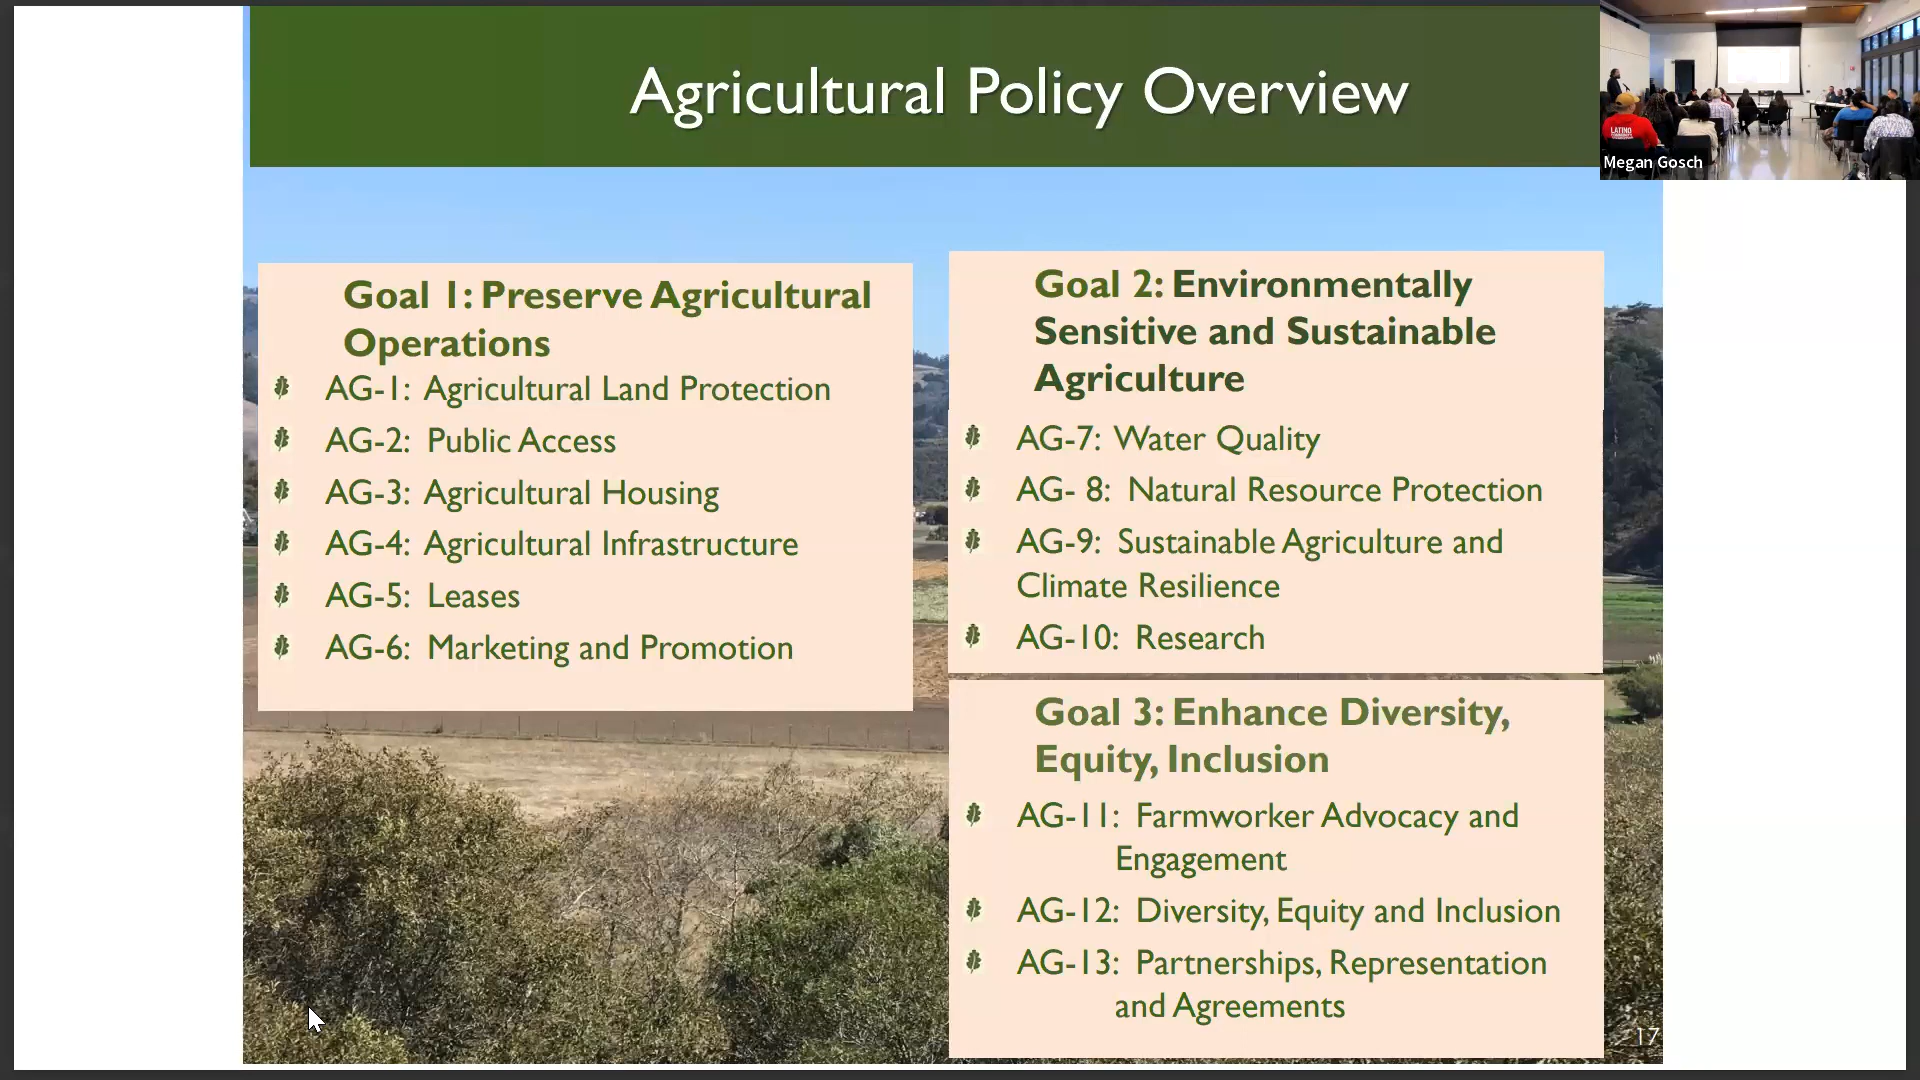 Agricultural Policy Overview
LATINO
Megan Gosch
Goal 1: Preserve Agricultural
Operations
AG-1: Agricultural Land Protection
AG-2: Public Access
AG-3: Agricultural Housing
AG-4: Agricultural Infrastructure
AG-5: Leases
AG-6: Marketing and Promotion
Goal 2: Environmentally
Sensitive and Sustainable
Agriculture
AG-7: Water Quality
AG- 8: Natural Resource Protection
AG-9: Sustainable Agriculture and
Climate Resilience
AG-10: Research
Goal 3: Enhance Diversity,
Equity, Inclusion
AG-11: Farmworker Advocacy and
Engagement
AG-12: Diversity, Equity and Inclusion
AG-13: Partnerships, Representation
and Agreements
17